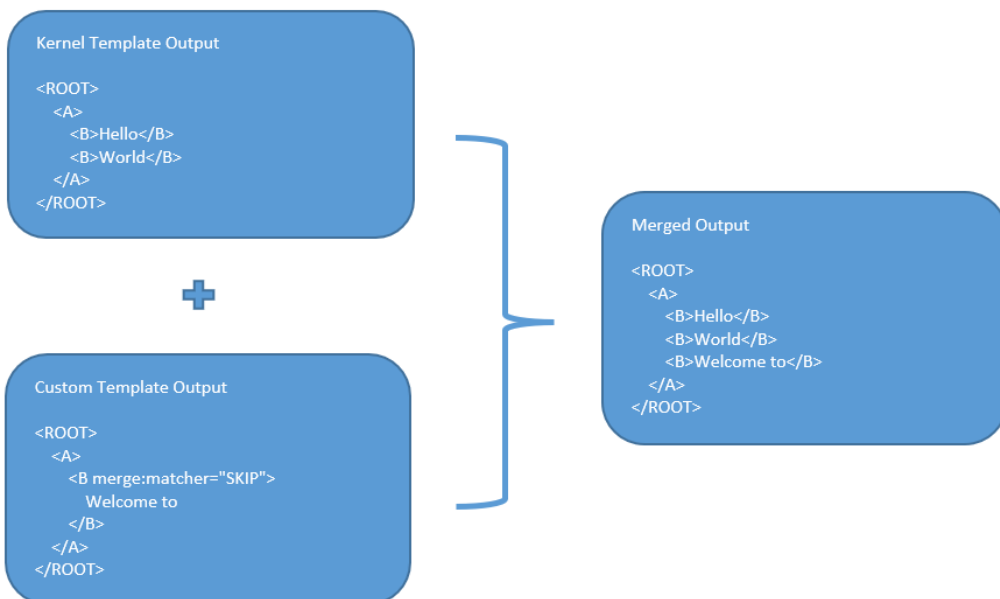 Kernel Template Output
<ROOT>
<A>
<B>Hello</B>
<B>World</B>
</A>
</ROOT>
Custom Template Output
<ROOT>
<A>
<B merge:matcher="SKIP">
Welcome to
</B>
</A>
</ROOT>
Merged Output
<ROOT>
<A>
<B>Hello</B>
<B>World</B>
<B>Welcome to</B>
</A>
</ROOT>